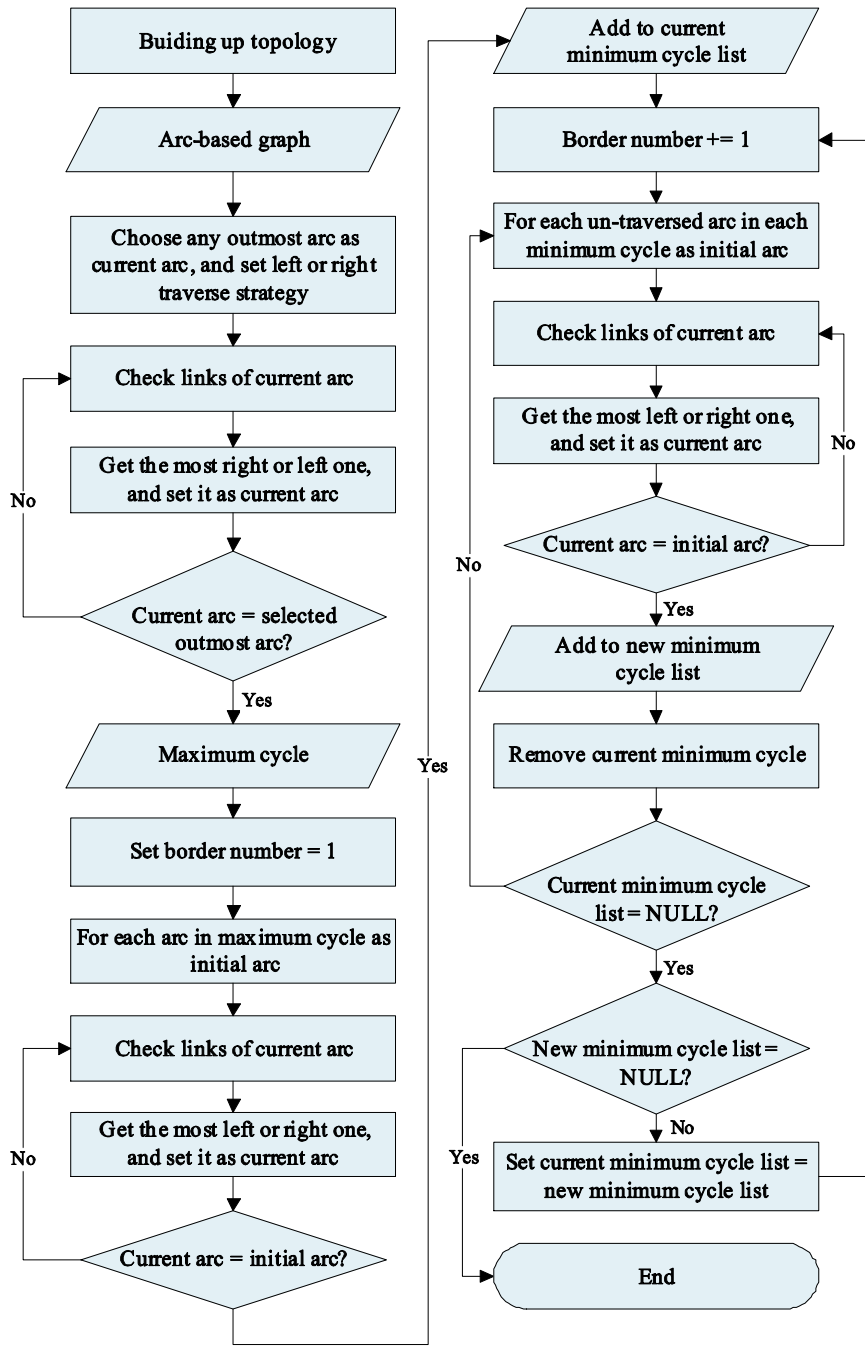 Buiding up topology
Arc-based graph
Choose any outmost arc as
current arc, and set left or right
traverse strategy
Check links of current arc
Get the most right or left one,
and set it as current arc
No
Current arc = selected
outmost arc?
Yes
Maximum cycle
Set border number = 1
For each arc in maximum cycle as
initial arc
Check links of current arc
Get the most left or right one,
and set it as current arc
No
Current arc = initial arc?
Yes
Add to current
minimum cycle list
Border number += 1
For each un-traversed arc in each
minimum cycle as initial arc
Check links of current arc
Get the most left or right one,
and set it as current arc
No
Current arc = initial arc?
No
Yes
Add to new minimum
cycle list
Remove current minimum cycle
Current minimum cycle
list = NULL?
Yes
New minimum cycle list =
NULL?
No
Yes
Set current minimum cycle list =
new minimum cycle list
End